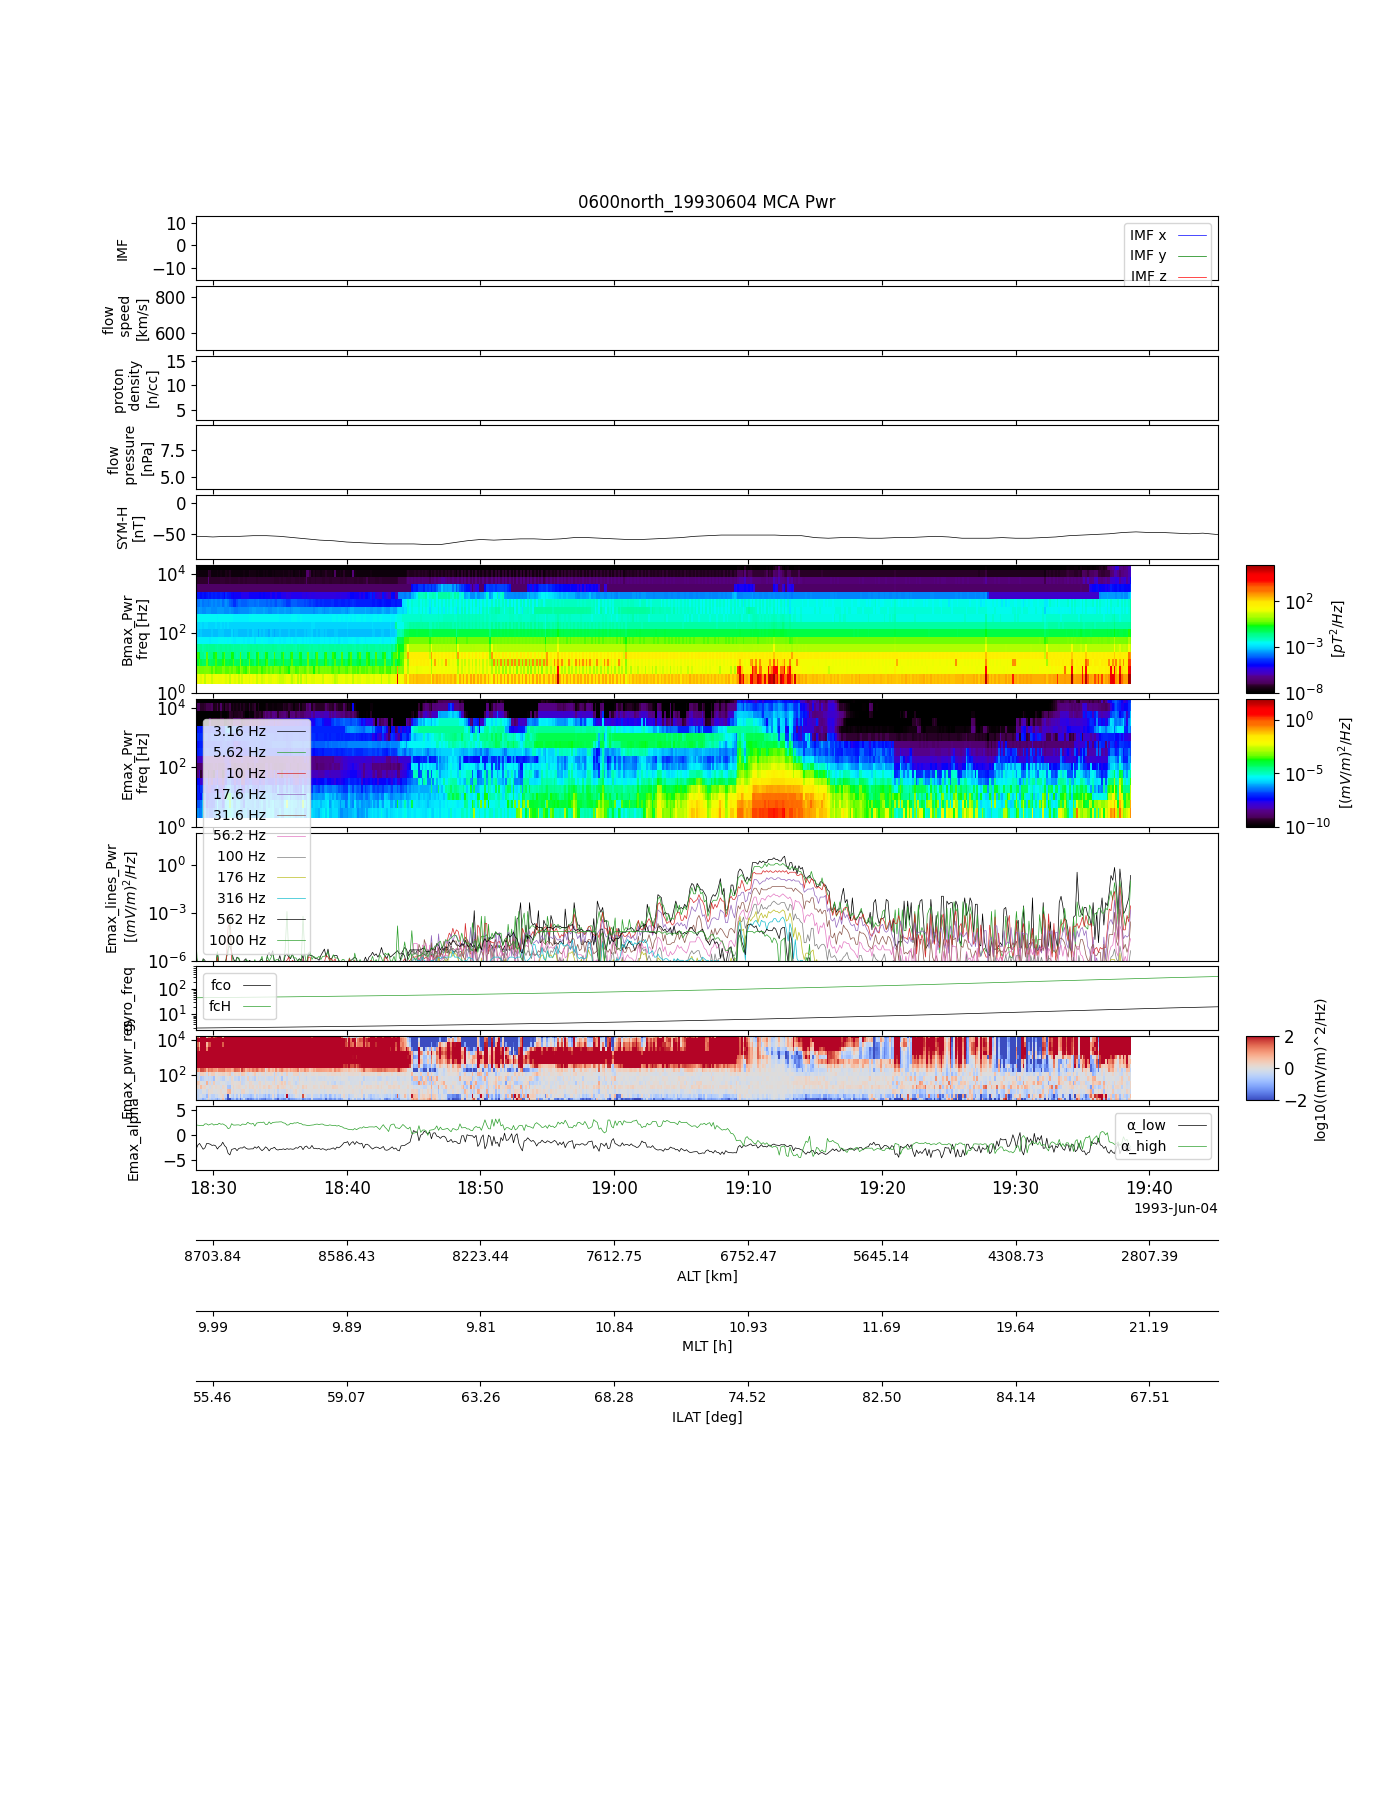 0600north_19930604 MCA Pwr
10
0
−10
IMF
IMF x
IMF y
IMF z
800
600
flow
speed
[km/s]
15
10
5
proton
density
[n/cc]
7.5
5.0
flow
pressure
[nPa]
0
−50
SYM-H
[nT]
10^4
10^2
10^0
Bmax_Pwr
freq [Hz]
10^2
10^−3
10^−8
[pT^2/Hz]
10^4
10^2
10^0
Emax_Pwr
freq [Hz]
10^0
10^−5
10^−10
[(mV/m)^2/Hz]
3.16 Hz
5.62 Hz
10 Hz
17.6 Hz
31.6 Hz
56.2 Hz
100 Hz
176 Hz
316 Hz
562 Hz
1000 Hz
10^0
10^−3
10^−6
Emax_lines_Pwr
[(mV/m)^2/Hz]
10^2
10^1
gyro_freq
fco
fcH
10^4
10^2
Emax_pwr_res
2
0
−2
log10((mV/m)^2/Hz)
5
0
−5
Emax_alpha
α_low
α_high
18:30 18:40 18:50 19:00 19:10 19:20 19:30 19:40
1993-Jun-04
8703.84 8586.43 8223.44 7612.75 6752.47 5645.14 4308.73 2807.39
ALT [km]
9.99 9.89 9.81 10.84 10.93 11.69 19.64 21.19
MLT [h]
55.46 59.07 63.26 68.28 74.52 82.50 84.14 67.51
ILAT [deg]